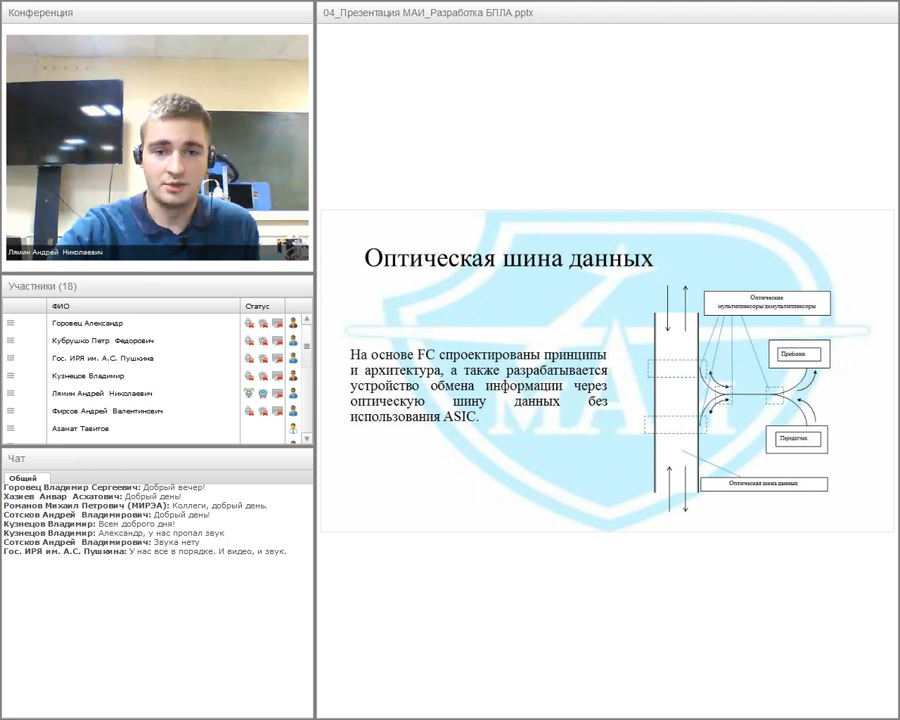 Конференция
Лямин Андрей Николаевич
Участники (18)
ФИО
Статус
Горовец Александр
Кубрушко Петр Федорович
Гос. ИРЯ им. А.С. Пушкина
Кузнецов Владимир
Лямин Андрей Николаевич
Фирсов Андрей Валентинович
Азамат Тавитов
Чат
Общий
Горовец Владимир Сергеевич: Добрый вечер!
Хазиев Анвар Асхатович: Добрый день!
Романов Михаил Петрович (МИРЭА): Коллеги, добрый день.
Сотсков Андрей Владимирович: Добрый день!
Кузнецов Владимир: Всем доброго дня!
Кузнецов Владимир: Александр, у нас пропал звук
Сотсков Андрей Владимирович: Звука нету
Гос. ИРЯ им. А.С. Пушкина: У нас все в порядке. И видео, и звук.
04_Презентация МАИ_Разработка БПЛА.pptx
Оптическая шина данных
На основе FC спроектированы принципы
и архитектура, а также разрабатывается
устройство обмена информации через
оптическую шину данных без
использования ASIC.
Оптические
мультиплексоры/демультиплексоры
Приёмник
Передатчик
Оптическая шина данных
МАИ